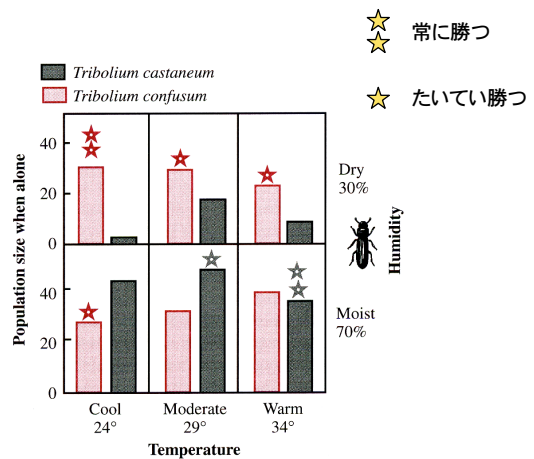 常に勝つ
たいてい勝つ
Tribolium castaneum
Tribolium confusum
Population size when alone
40
20
0
40
20
0
Dry
30%
Moist
70%
Humidity
Cool
24°
Moderate
29°
Warm
34°
Temperature